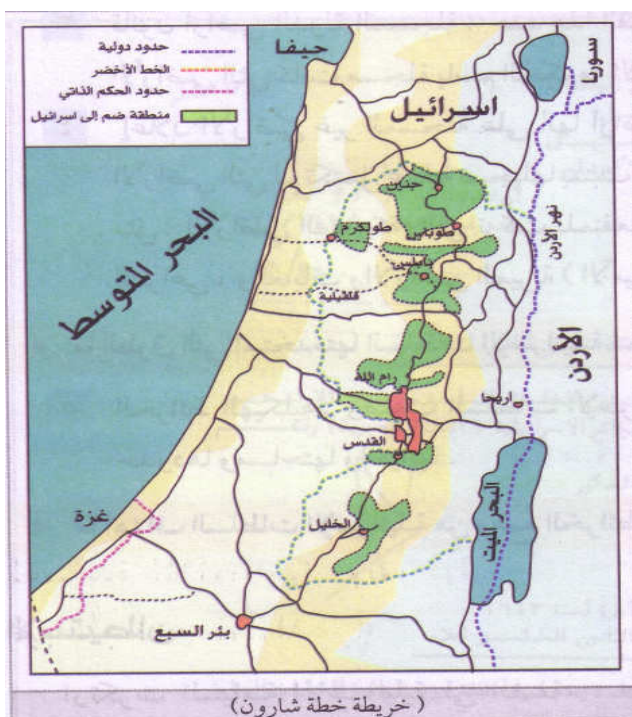 حدود دولية
الخط الأخضر
حدود الحكم الذاتي
منطقة ضم إلى اسرائيل
حيفا
سوريا
اسرائيل
البحر المتوسط
جنين
طوباس
طولكرم
نابلس
قلقيلية
نهر الأردن
الأردن
رام الله
أريحا
القدس
البحر الميت
الخليل
غزة
بئر السبع
(خريطة خطة شارون)